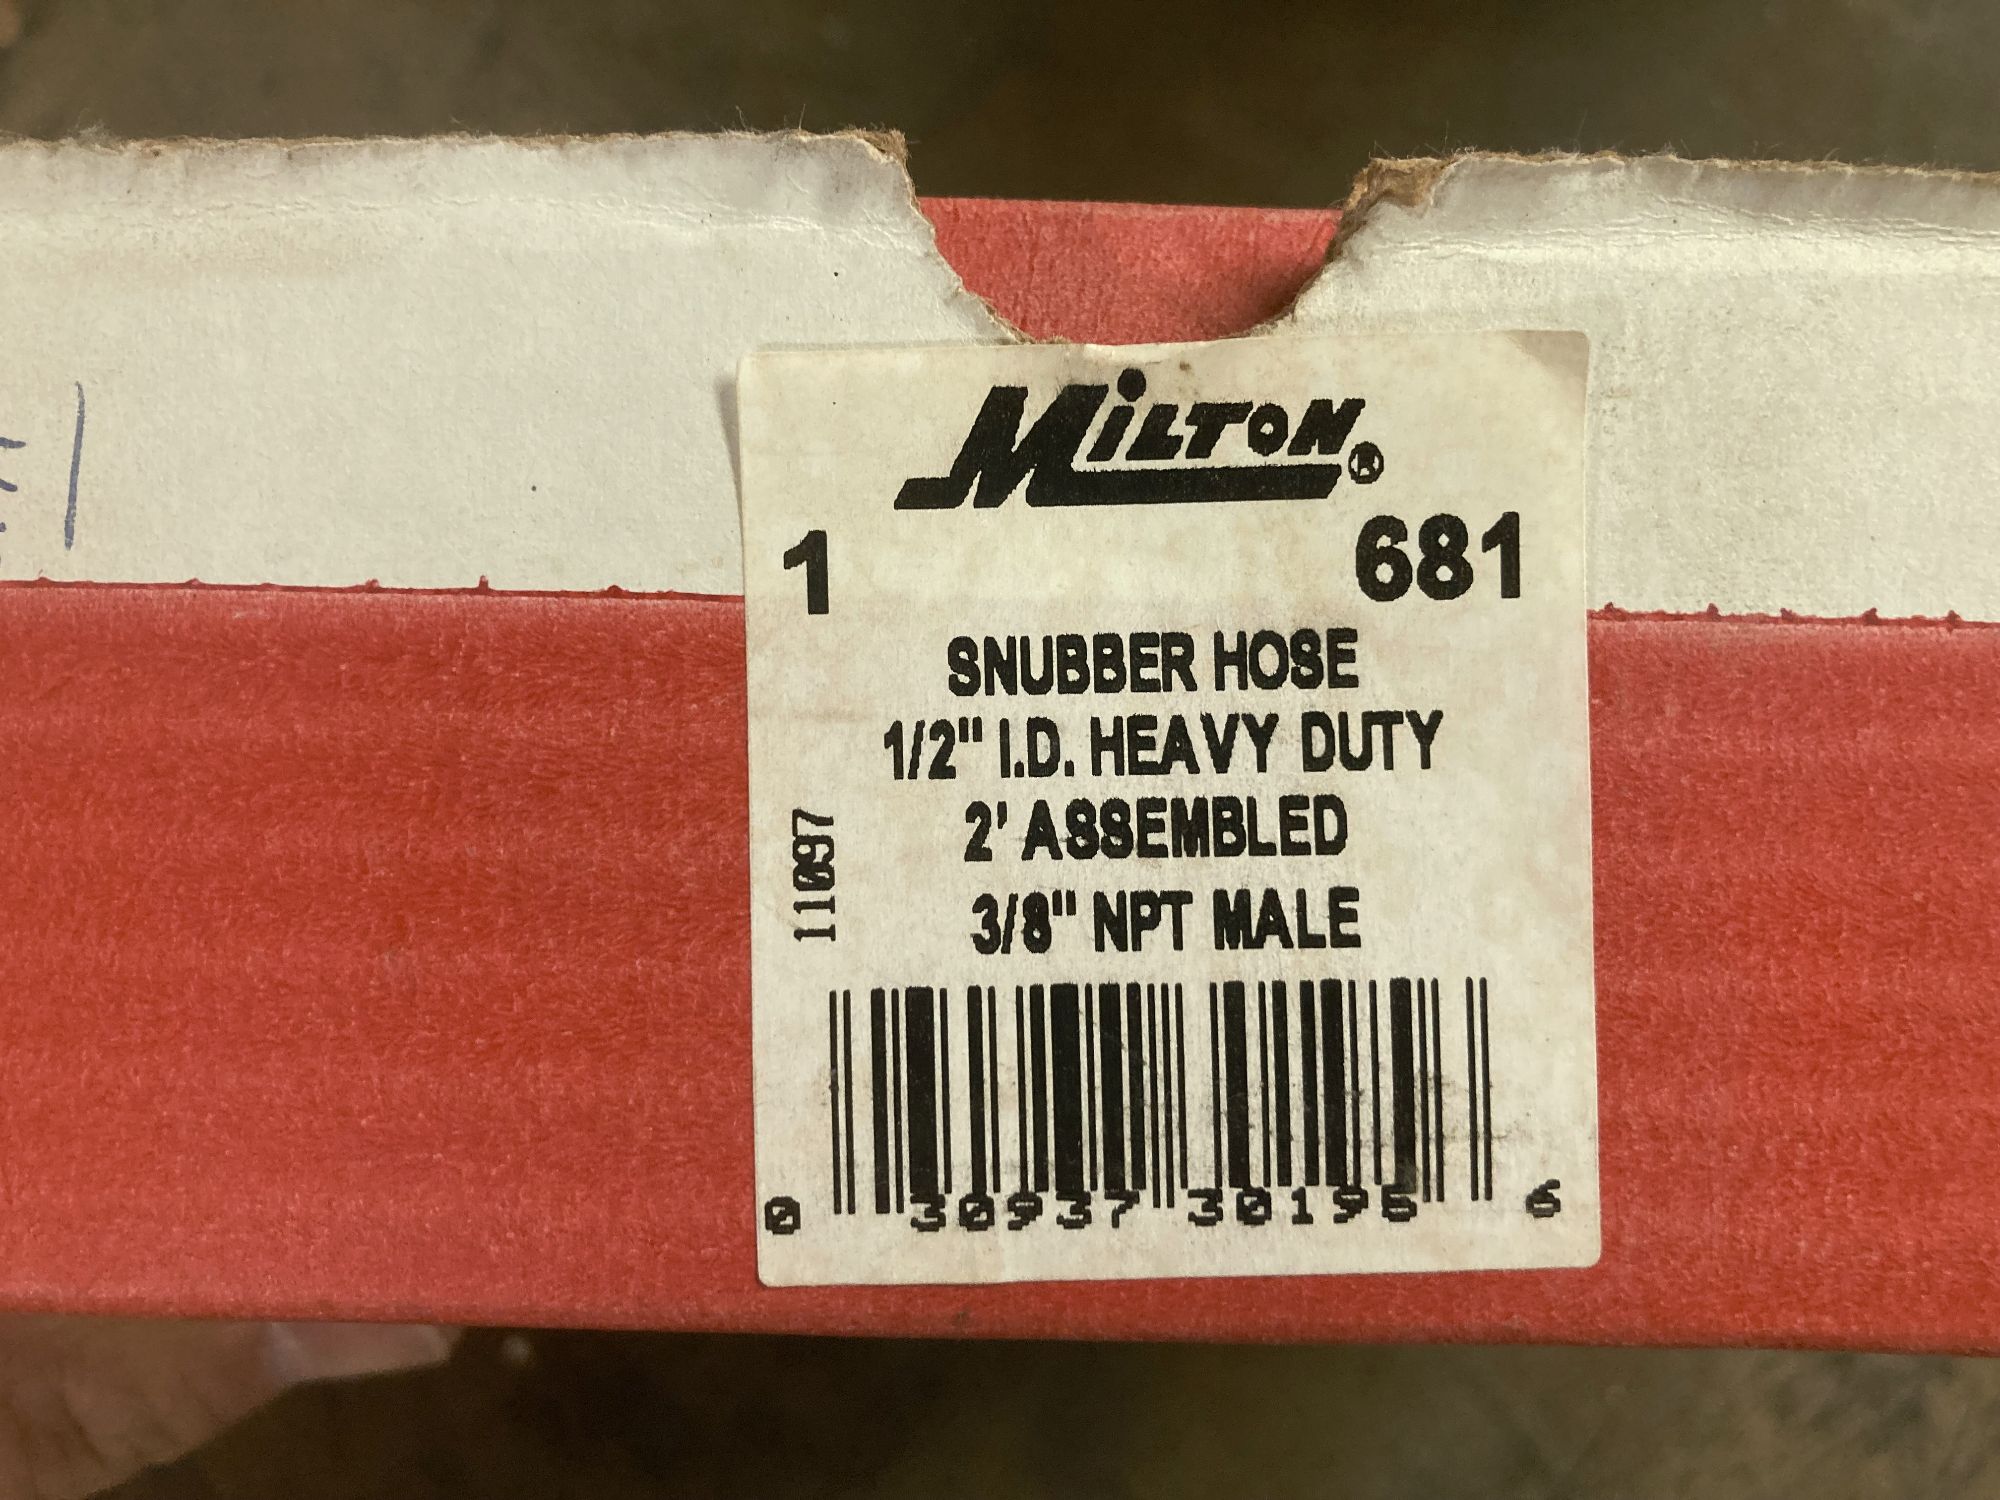 MILTON®
1 681
SNUBBER HOSE
1/2" I.D. HEAVY DUTY
2' ASSEMBLED
3/8" NPT MALE
11097
0 30937 30195 6